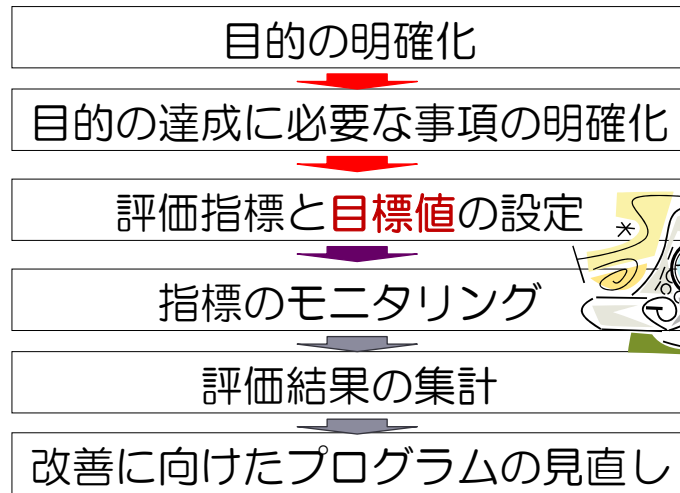 目的の明確化
目的の達成に必要な事項の明確化
評価指標と目標値の設定
指標のモニタリング
評価結果の集計
改善に向けたプログラムの見直し